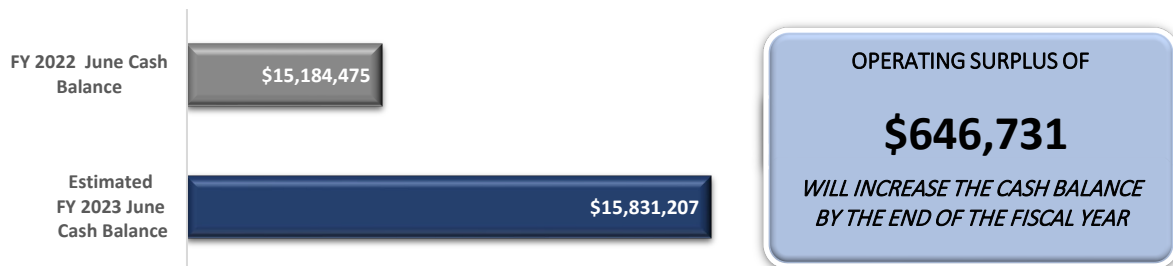 FY 2022  June Cash
Balance
$15,184,475
Estimated
FY 2023 June
Cash Balance
$15,831,207
OPERATING SURPLUS OF
$646,731
WILL INCREASE THE CASH BALANCE
BY THE END OF THE FISCAL YEAR